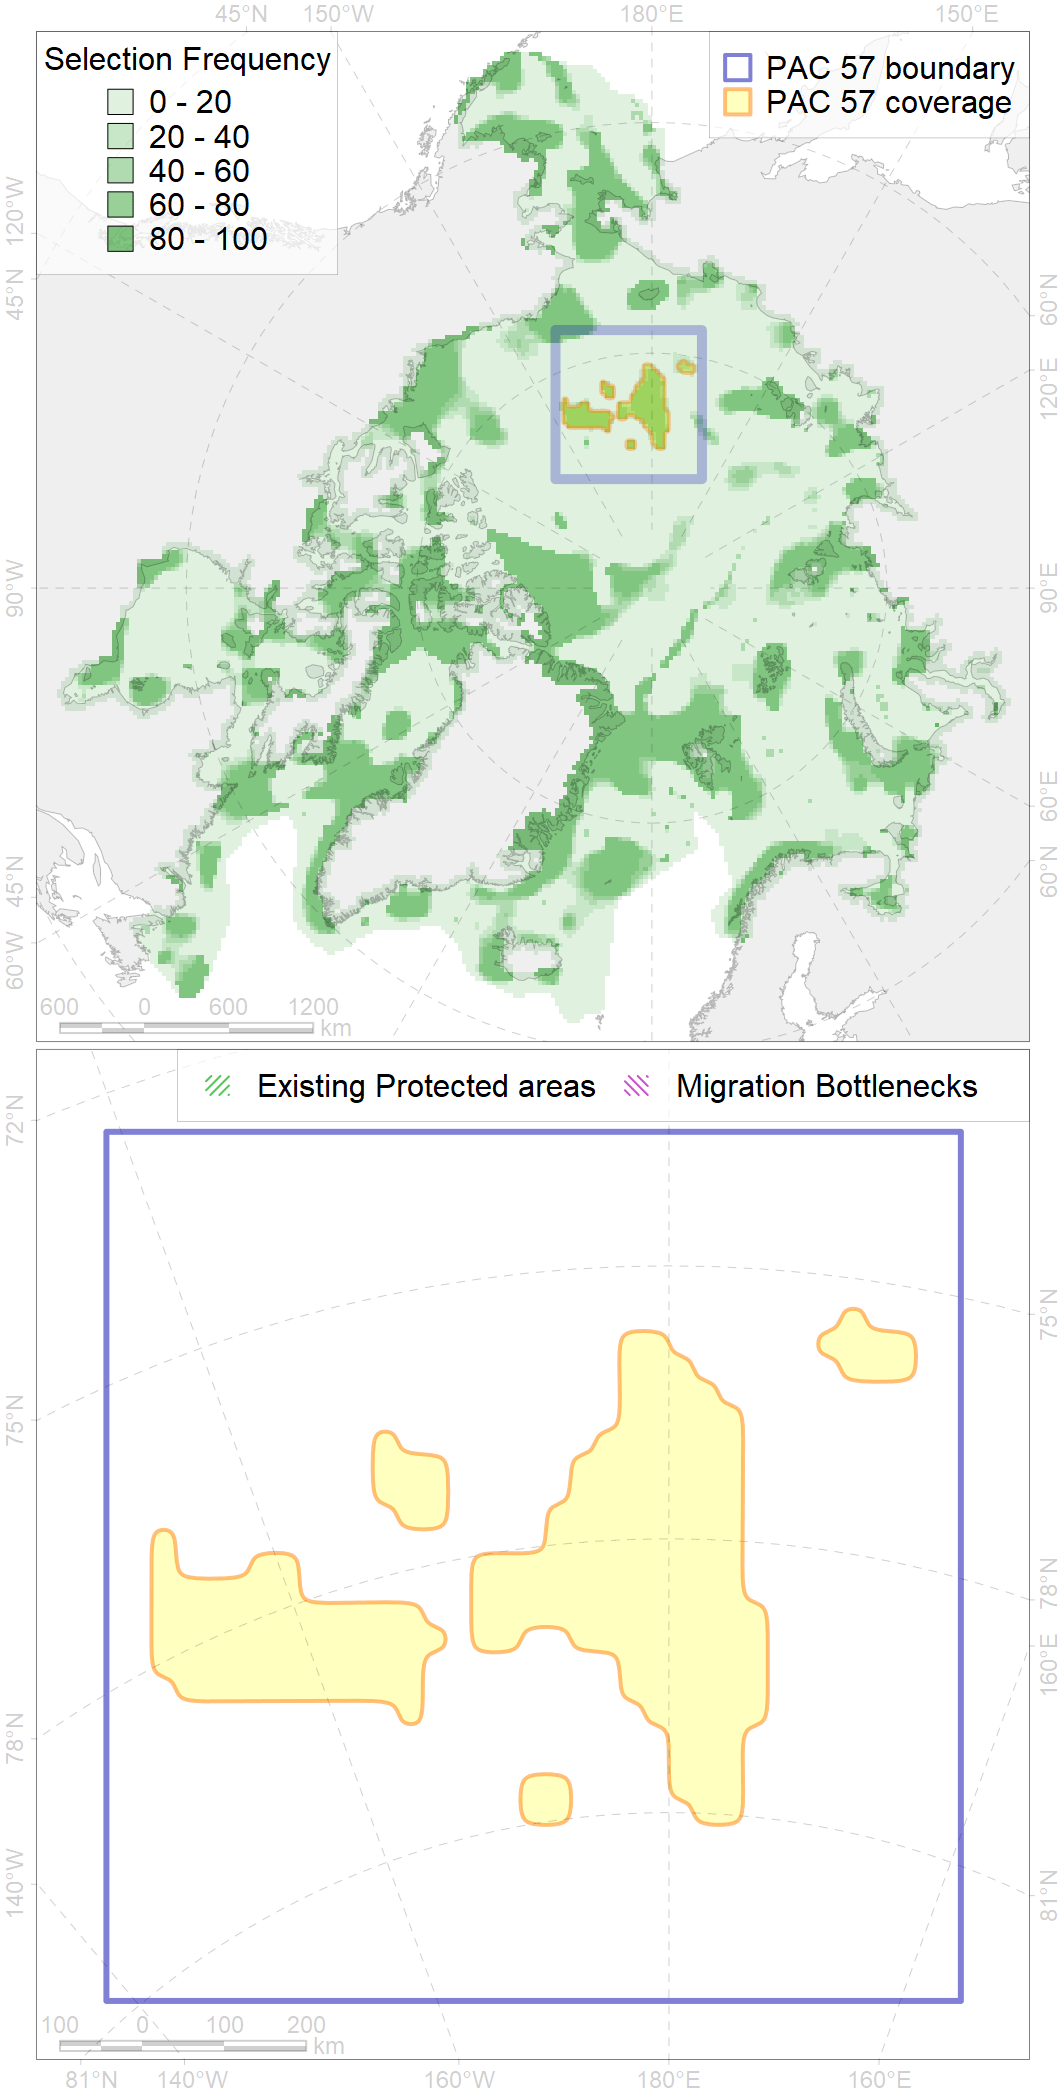 45°N 150°W 180°E 150°E
Selection Frequency
0 - 20
20 - 40
40 - 60
60 - 80
80 - 100
PAC 57 boundary
PAC 57 coverage
120°W
45°N
90°W
45°N
60°W
60°N
120°E
90°E
60°E
60°N
600 0 600 1200
km
Existing Protected areas
Migration Bottlenecks
72°N
75°N
78°N
140°W
75°N
78°N
160°E
81°N
100 0 100 200
km
81°N 140°W 160°W 180°E 160°E